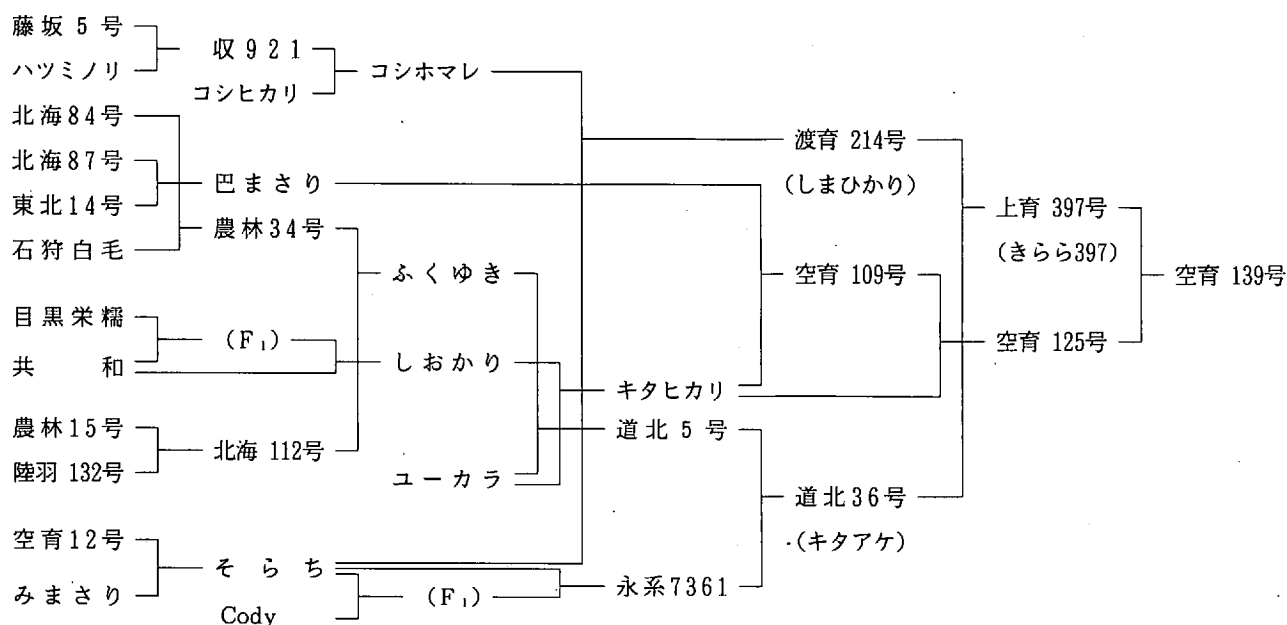 藤坂 5 号
収 9 2 1
ハツミノリ
コシホマレ
コシヒカリ
北海84号
渡育 214号
北海87号
巴まさり
(しまひかり)
東北14号
上育 397号
農林34号
石狩白毛
(きらら397)
ふくゆき
空育 109号
空育 139号
目黒栄糯
(F₁)
空育 125号
しおかり
共 和
キタヒカリ
農林15号
道北 5 号
北海 112号
陸羽 132号
ユーカラ
道北36号
空育12号
(キタアケ)
そ ら ち
永系7361
みまさり
(F₁)
Cody